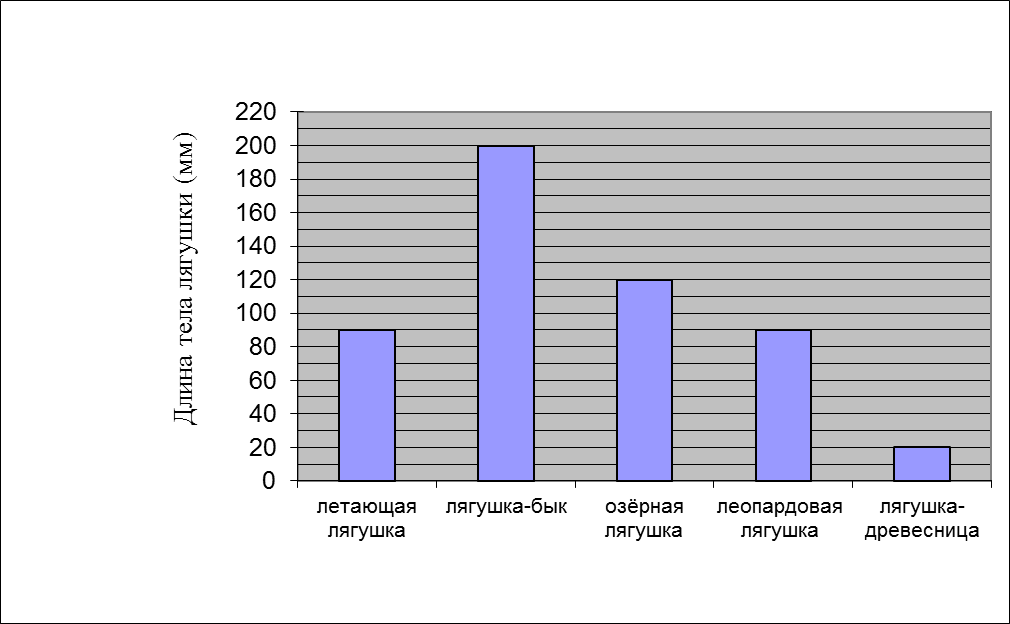 Длина тела лягушки (мм)
220
200
180
160
140
120
100
80
60
40
20
0
летающая
лягушка
лягушка-бык
озёрная
лягушка
леопардовая
лягушка
лягушка-
древесница